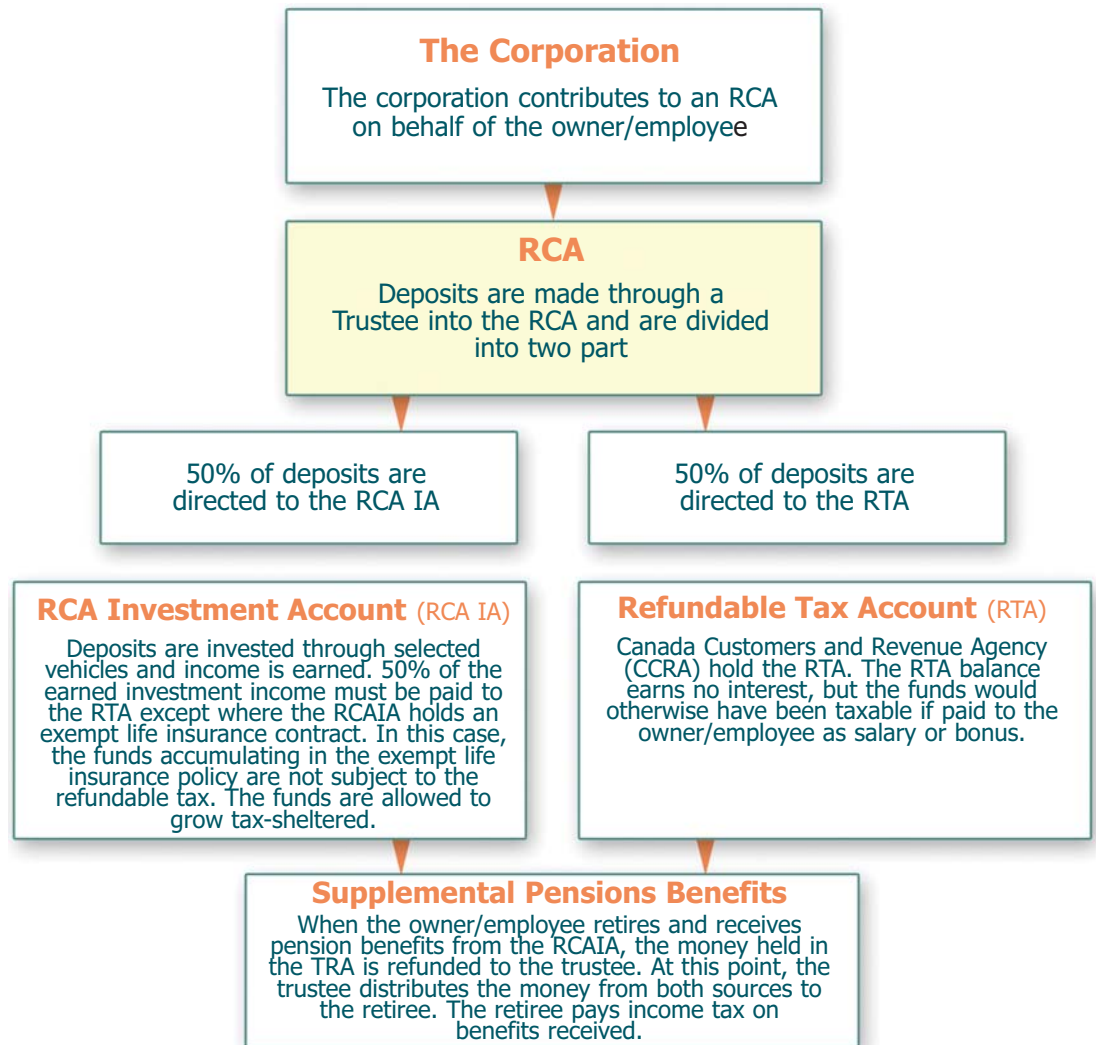 The Corporation
The corporation contributes to an RCA
on behalf of the owner/employee
RCA
Deposits are made through a
Trustee into the RCA and are divided
into two part
50% of deposits are
directed to the RCA IA
50% of deposits are
directed to the RTA
RCA Investment Account (RCA IA)
Deposits are invested through selected
vehicles and income is earned. 50% of the
earned investment income must be paid to
the RTA except where the RCAIA holds an
exempt life insurance contract. In this case,
the funds accumulating in the exempt life
insurance policy are not subject to the
refundable tax. The funds are allowed to
grow tax-sheltered.
Refundable Tax Account (RTA)
Canada Customers and Revenue Agency
(CCRA) hold the RTA. The RTA balance
earns no interest, but the funds would
otherwise have been taxable if paid to the
owner/employee as salary or bonus.
Supplemental Pensions Benefits
When the owner/employee retires and receives
pension benefits from the RCAIA, the money held in
the TRA is refunded to the trustee. At this point, the
trustee distributes the money from both sources to
the retiree. The retiree pays income tax on
benefits received.